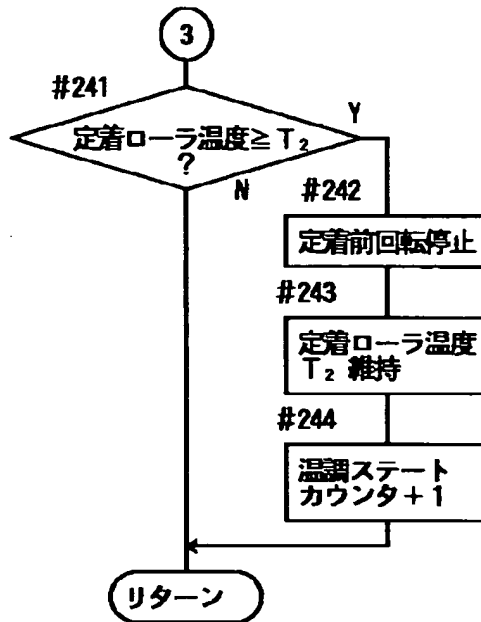 3
#241
定着ローラ温度≧T₂
?
Y
N
#242
定着前回転停止
#243
定着ローラ温度
T₂ 維持
#244
温調ステート
カウンタ+1
リターン